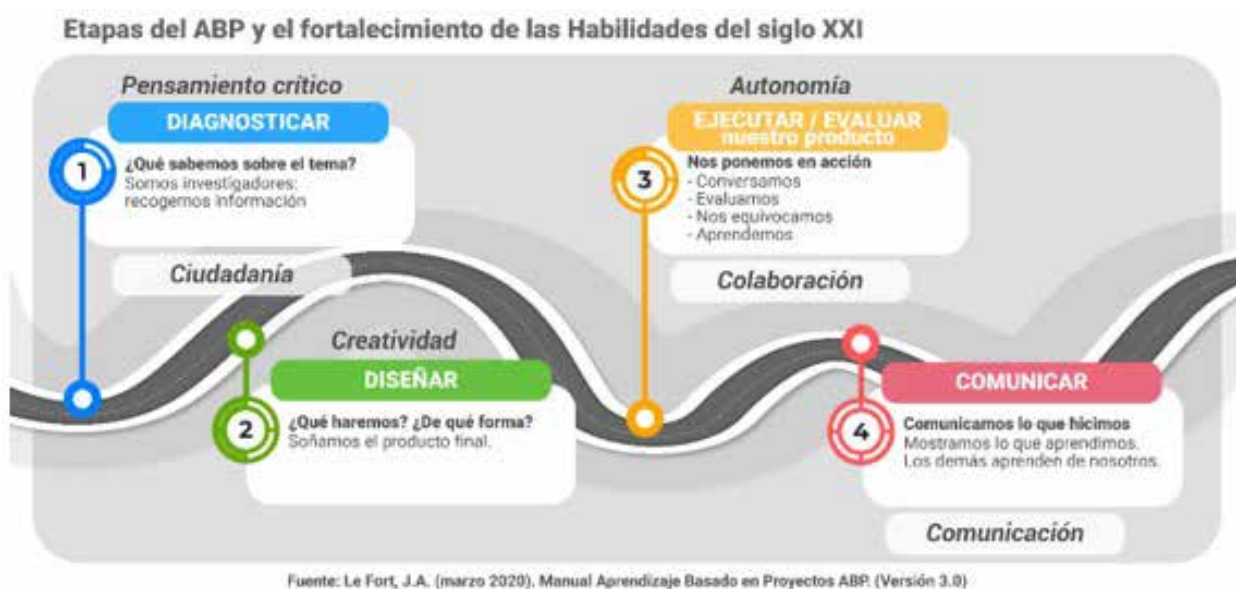 Etapas del ABP y el fortalecimiento de las Habilidades del siglo XXI
Pensamiento crítico
DIAGNOSTICAR
1
¿Qué sabemos sobre el tema?
Somos investigadores:
recogemos información
Ciudadanía
Creatividad
DISEÑAR
2
¿Qué haremos? ¿De qué forma?
Soñamos el producto final.
Autonomía
EJECUTAR / EVALUAR
nuestro producto
3
Nos ponemos en acción
- Conversamos
- Evaluamos
- Nos equivocamos
- Aprendemos
Colaboración
COMUNICAR
4
Comunicamos lo que hicimos
Mostramos lo que aprendimos.
Los demás aprenden de nosotros.
Comunicación
Fuente: Le Fort, J.A. (marzo 2020). Manual Aprendizaje Basado en Proyectos ABP. (Versión 3.0)